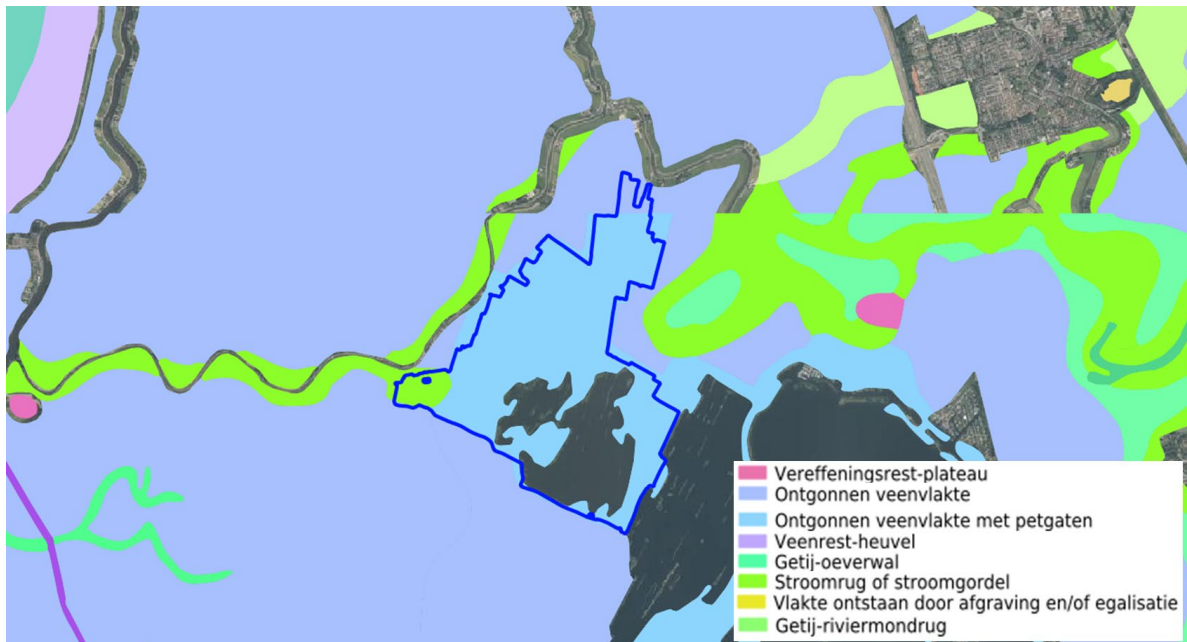 Vereffeningsrest-plateau
Ontgonnen veenvlakte
Ontgonnen veenvlakte met petgaten
Veenrest-heuvel
Getij-oeverwal
Stroomrug of stroomgordel
Vlakte ontstaan door afgraving en/of egalisatie
Getij-riviermondrug